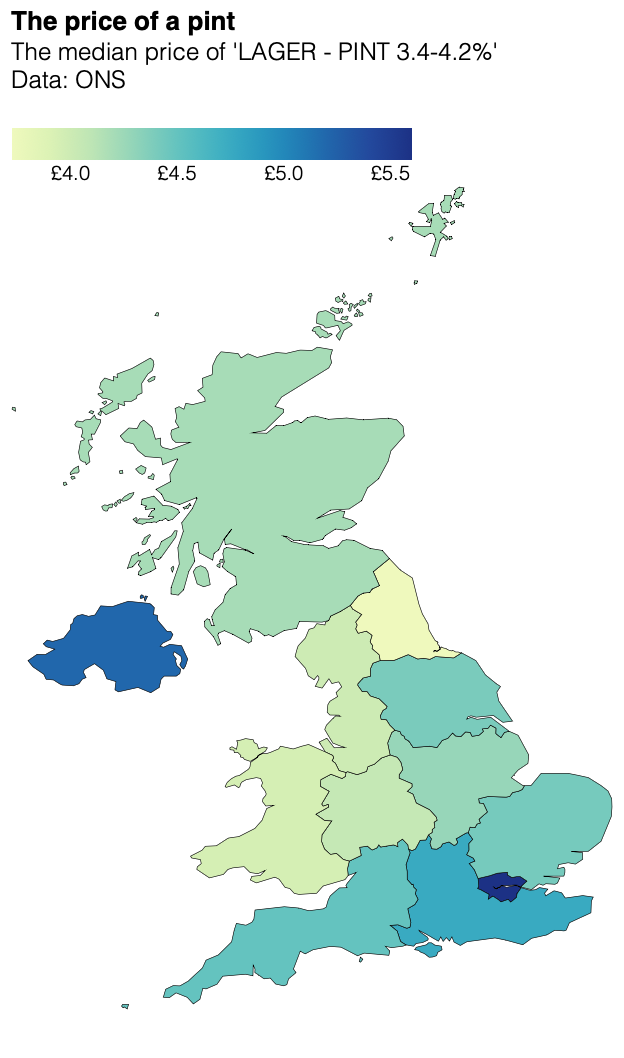 The price of a pint
The median price of 'LAGER - PINT 3.4-4.2%'
Data: ONS
£4.0 £4.5 £5.0 £5.5